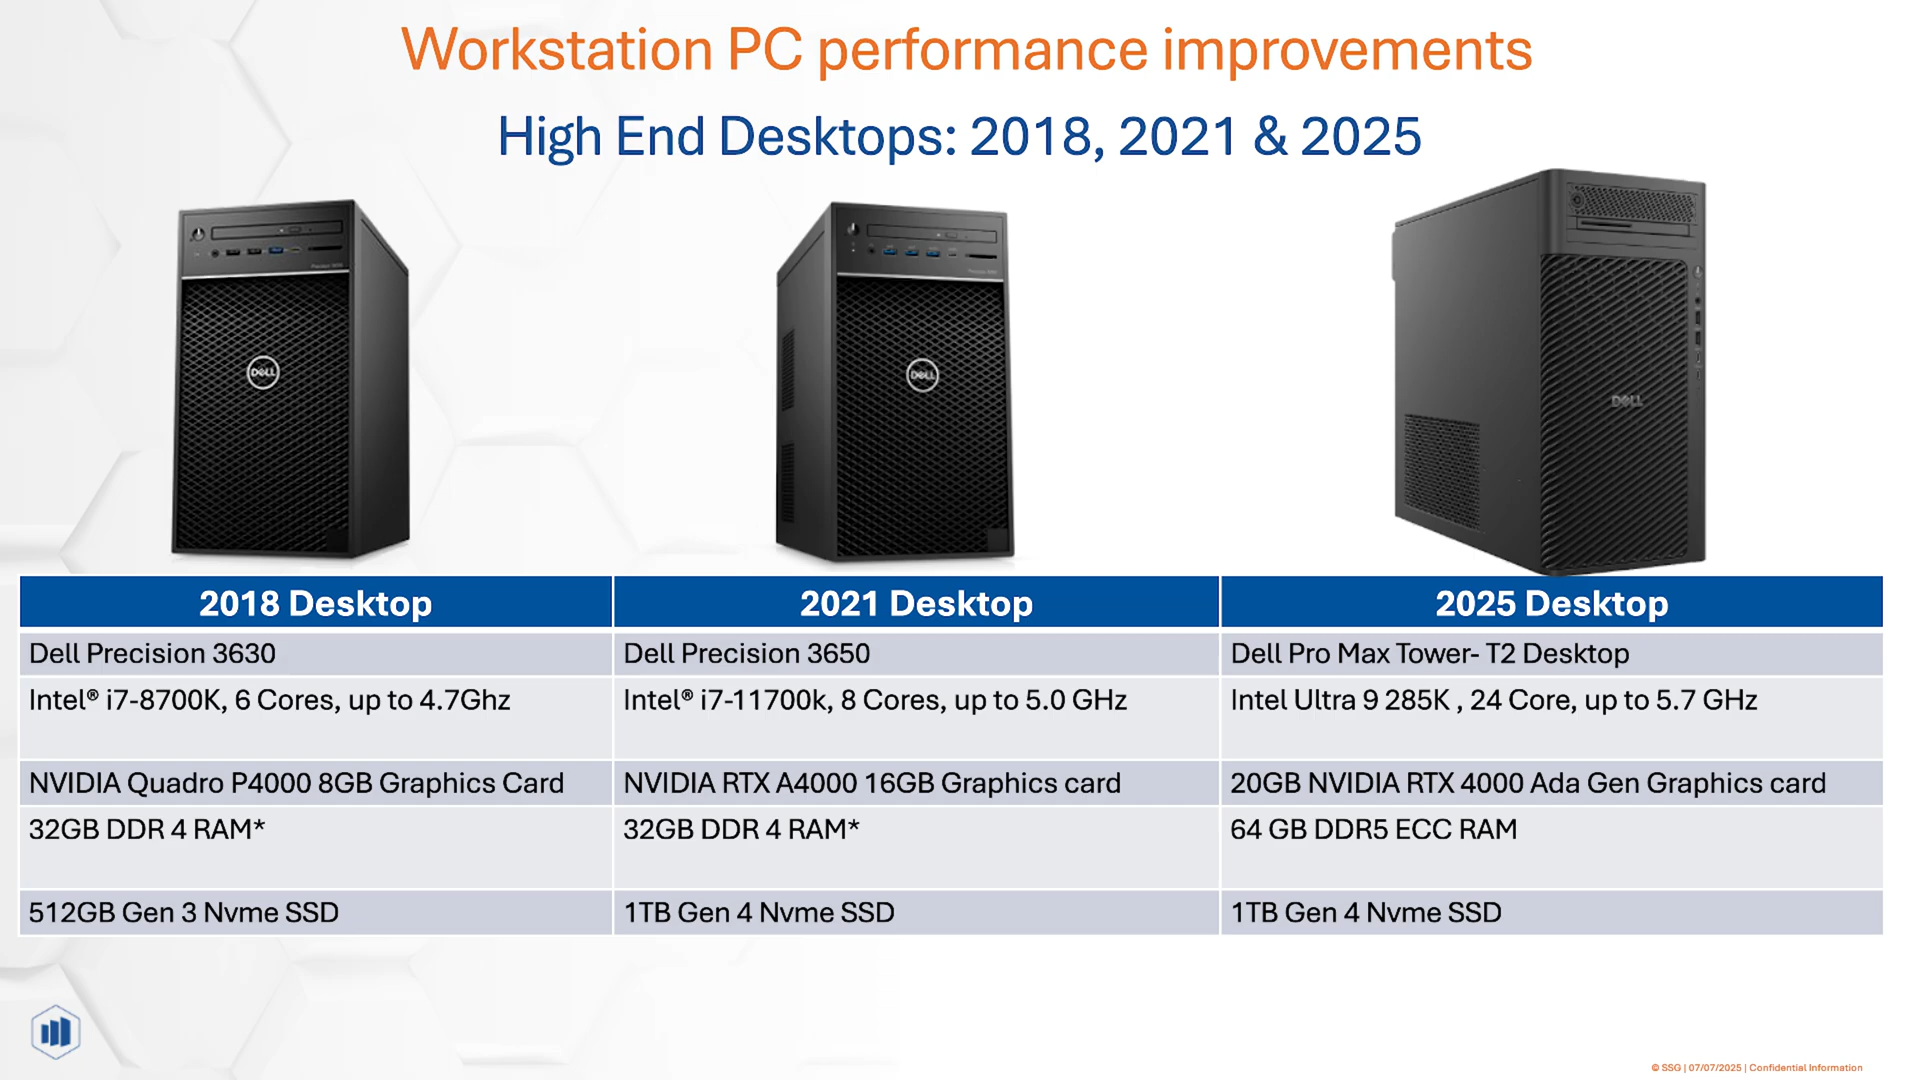 Workstation PC performance improvements
High End Desktops: 2018, 2021 & 2025
DELL
DELL
DELL
2018 Desktop
2021 Desktop
2025 Desktop
Dell Precision 3630
Dell Precision 3650
Dell Pro Max Tower- T2 Desktop
Intel® i7-8700K, 6 Cores, up to 4.7Ghz
Intel® i7-11700k, 8 Cores, up to 5.0 GHz
Intel Ultra 9 285K , 24 Core, up to 5.7 GHz
NVIDIA Quadro P4000 8GB Graphics Card
NVIDIA RTX A4000 16GB Graphics card
20GB NVIDIA RTX 4000 Ada Gen Graphics card
32GB DDR 4 RAM*
32GB DDR 4 RAM*
64 GB DDR5 ECC RAM
512GB Gen 3 Nvme SSD
1TB Gen 4 Nvme SSD
1TB Gen 4 Nvme SSD
© SSG | 07/07/2025 | Confidential Information